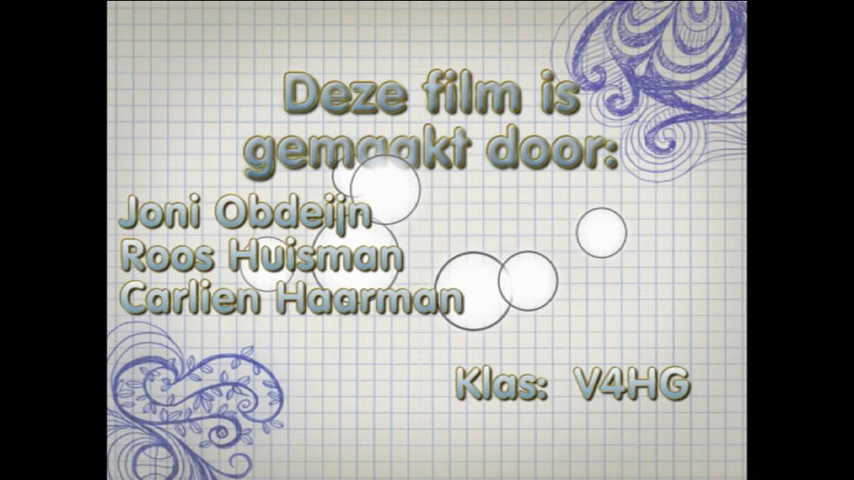 Deze film is
gemaakt door:
Joni Obdeijn
Roos Huisman
Carlien Haarman
Klas: V4HG